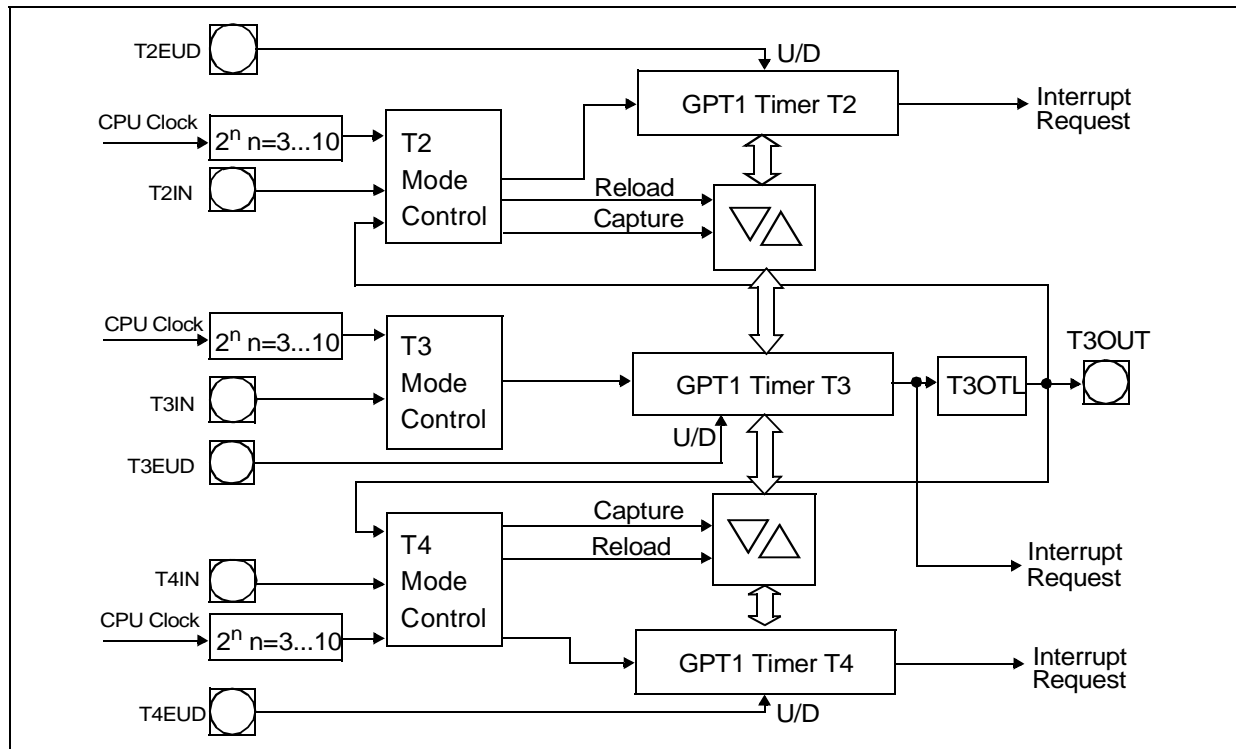 T2EUD
U/D
GPT1 Timer T2
Interrupt
Request
CPU Clock
2ⁿ n=3...10
T2
Mode
Control
T2IN
Reload
Capture
CPU Clock
2ⁿ n=3...10
T3
Mode
Control
T3IN
GPT1 Timer T3
T3OTL
T3OUT
U/D
T3EUD
Capture
Reload
T4
Mode
Control
T4IN
Interrupt
Request
CPU Clock
2ⁿ n=3...10
GPT1 Timer T4
Interrupt
Request
T4EUD
U/D